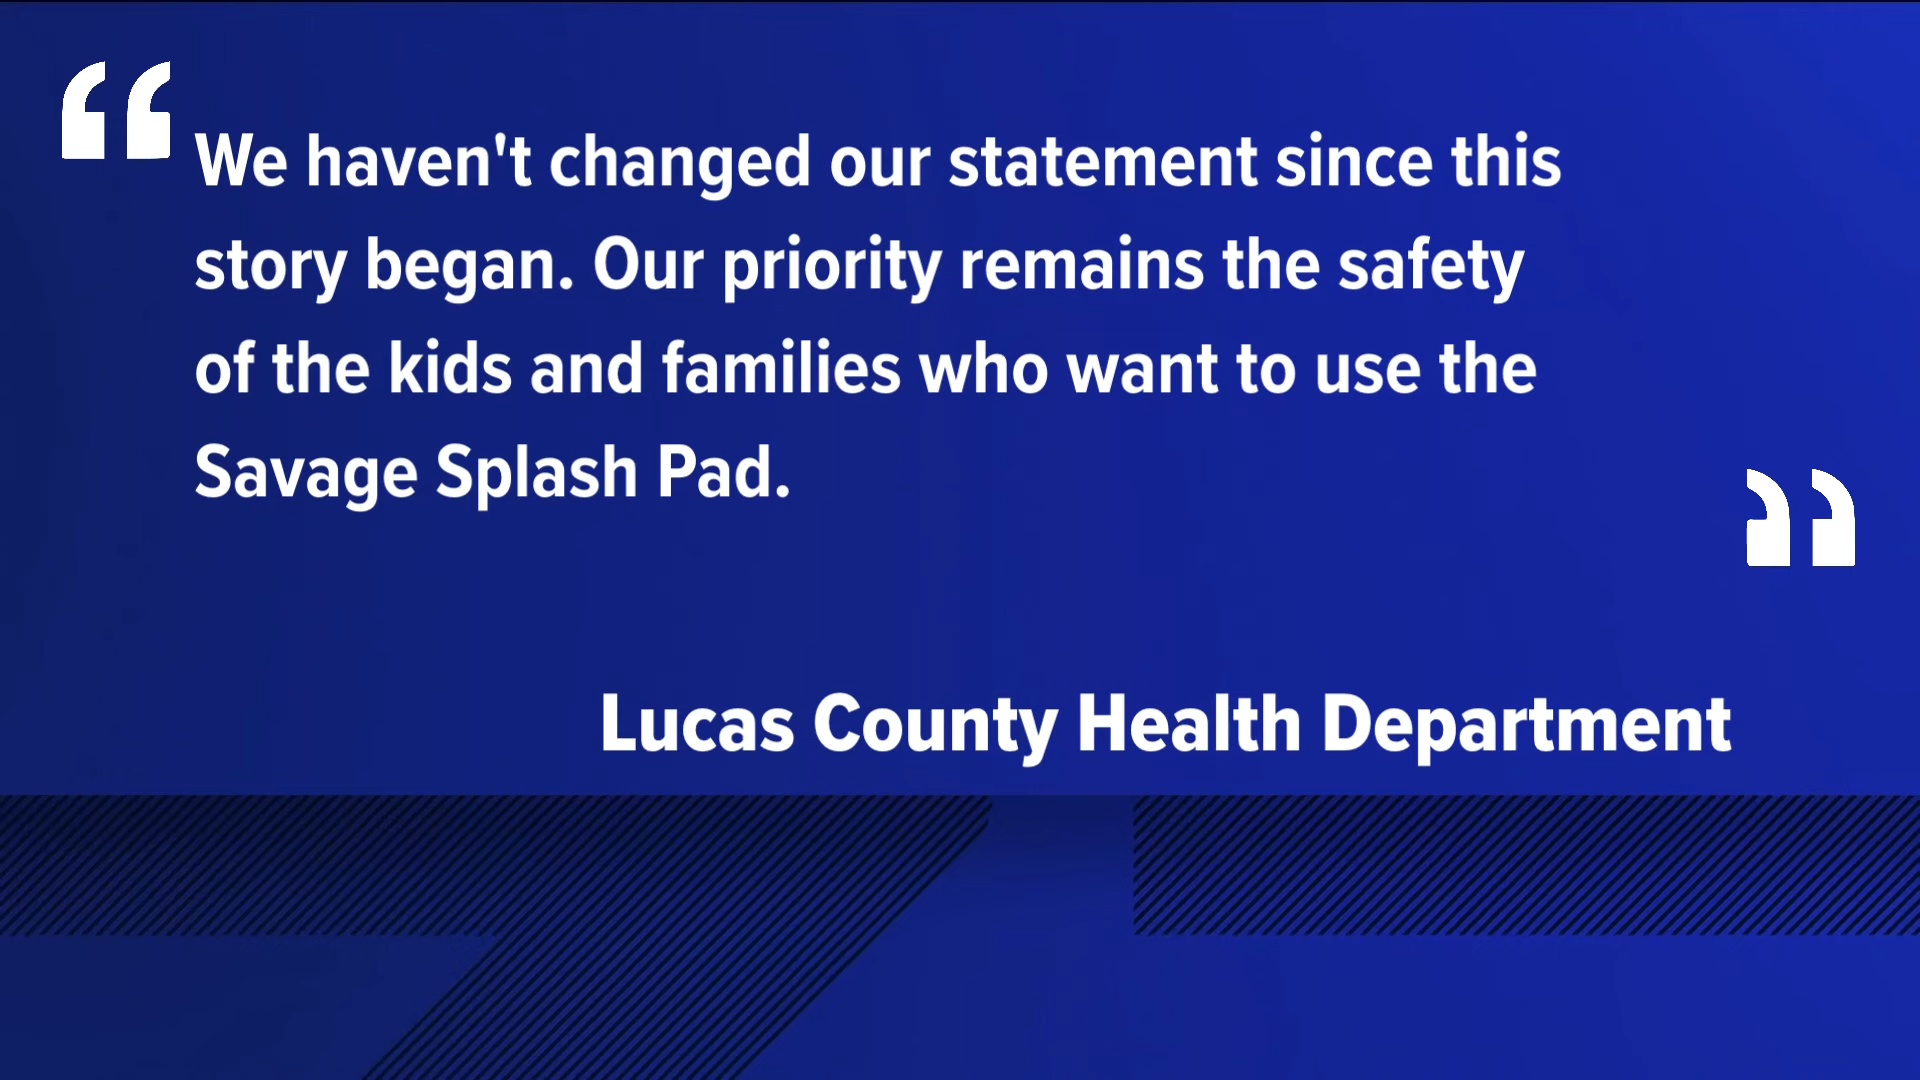 “We haven't changed our statement since this
story began. Our priority remains the safety
of the kids and families who want to use the
Savage Splash Pad.”
Lucas County Health Department